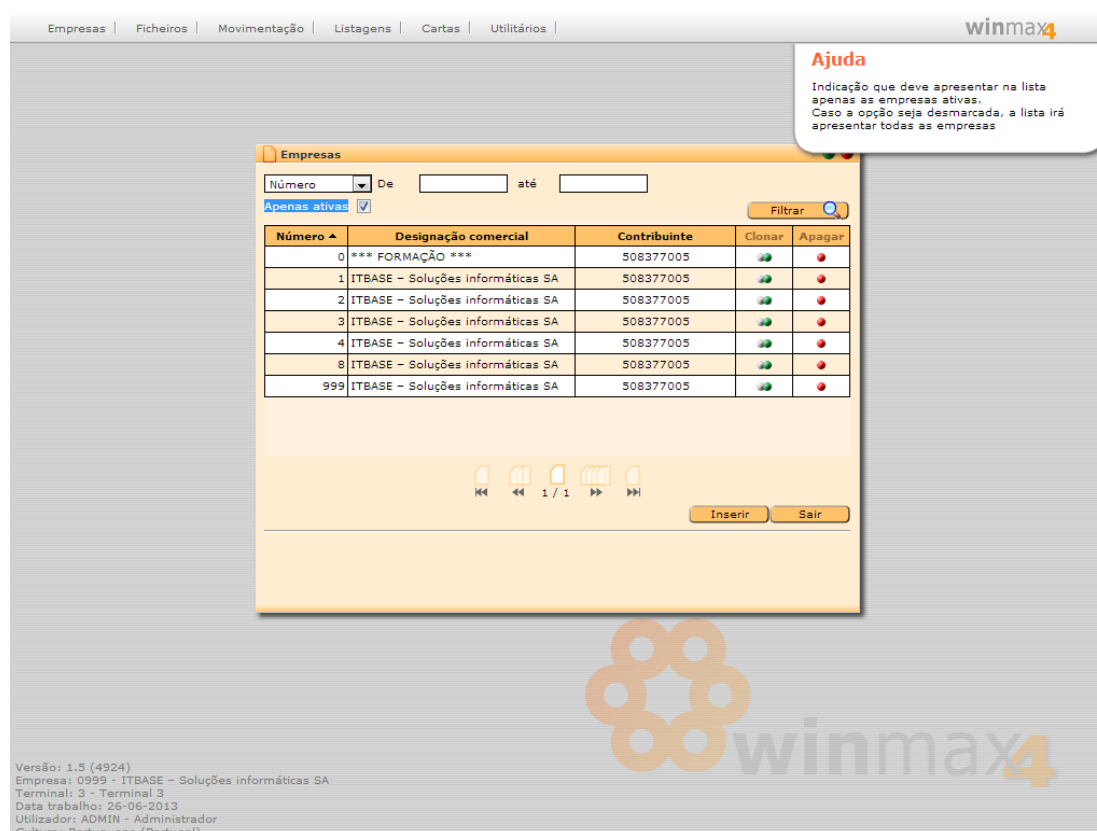 Empresas Ficheiros Movimentação Listagens Cartas Utilitários winmax4
Ajuda
Indicação que deve apresentar na lista
apenas as empresas ativas.
Caso a opção seja desmarcada, a lista irá
apresentar todas as empresas
Empresas
Número De até
Apenas ativas
Filtrar
Número Designação comercial Contribuinte Clonar Apagar
0 *** FORMAÇÃO *** 508377005
1 ITBASE – Soluções informáticas SA 508377005
2 ITBASE – Soluções informáticas SA 508377005
3 ITBASE – Soluções informáticas SA 508377005
4 ITBASE – Soluções informáticas SA 508377005
8 ITBASE – Soluções informáticas SA 508377005
999 ITBASE – Soluções informáticas SA 508377005
1 / 1
Inserir Sair
winmax4
Versão: 1.5 (4924)
Empresa: 0999 - ITBASE – Soluções informáticas SA
Terminal: 3 - Terminal 3
Data trabalho: 26-06-2013
Utilizador: ADMIN - Administrador
Cultura: Portuguese (Portugal)